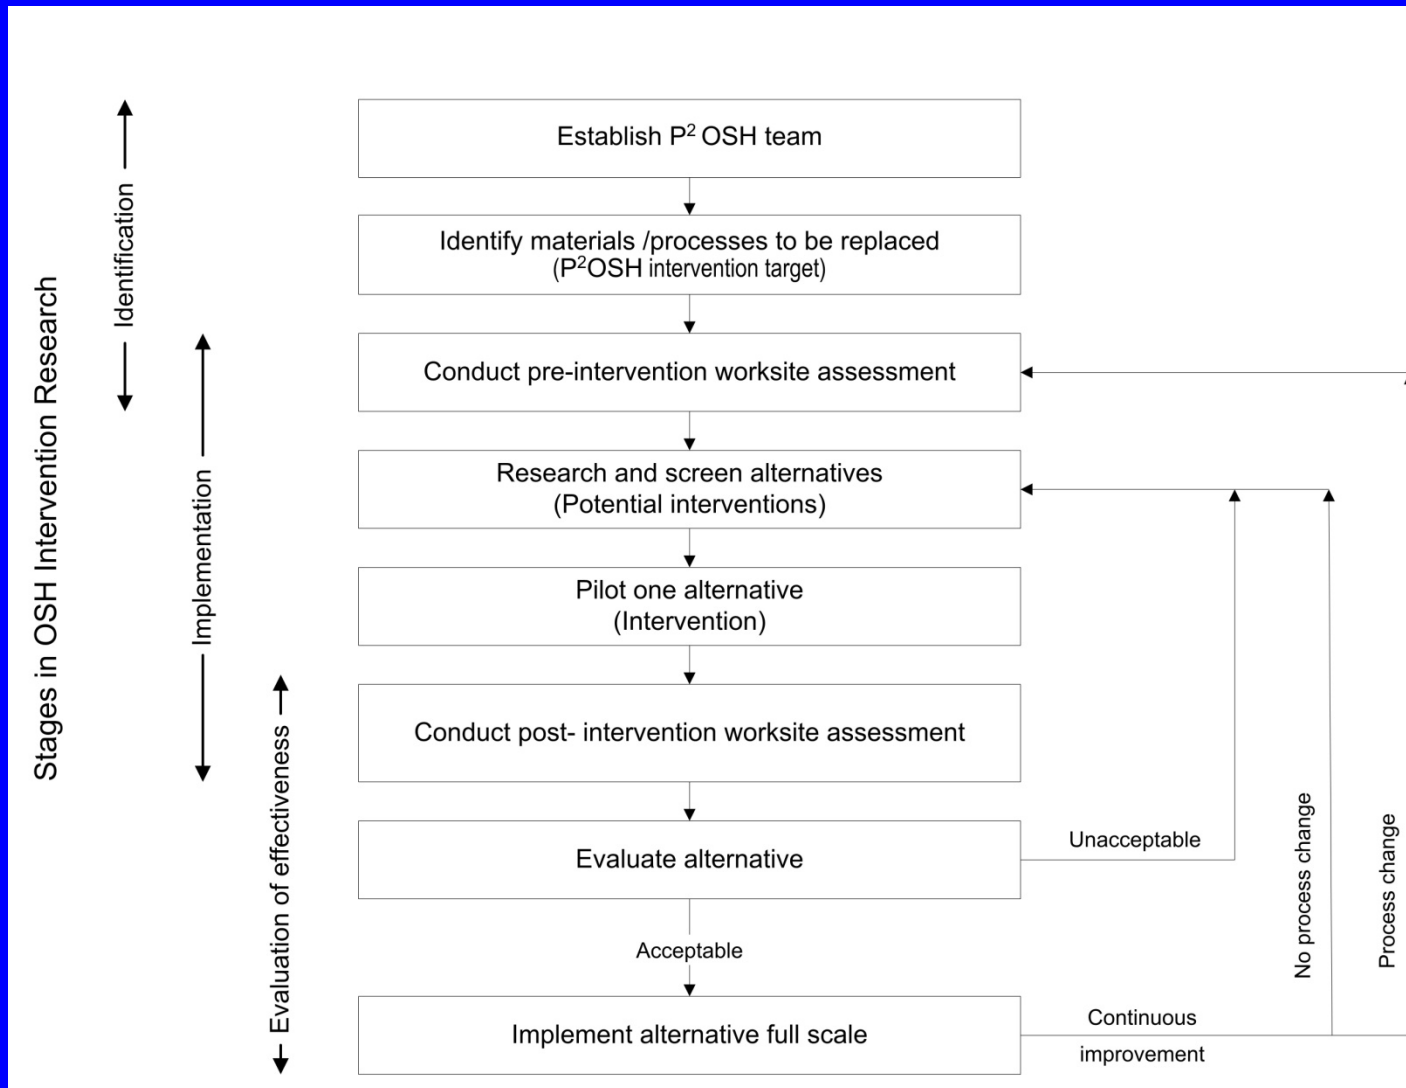 Stages in OSH Intervention Research
Identification
Implementation
Evaluation of effectiveness
Establish P² OSH team
Identify materials /processes to be replaced
(P²OSH intervention target)
Conduct pre-intervention worksite assessment
Research and screen alternatives
(Potential interventions)
Pilot one alternative
(Intervention)
Conduct post- intervention worksite assessment
Evaluate alternative
Unacceptable
Acceptable
Implement alternative full scale
Continuous
improvement
No process change
Process change